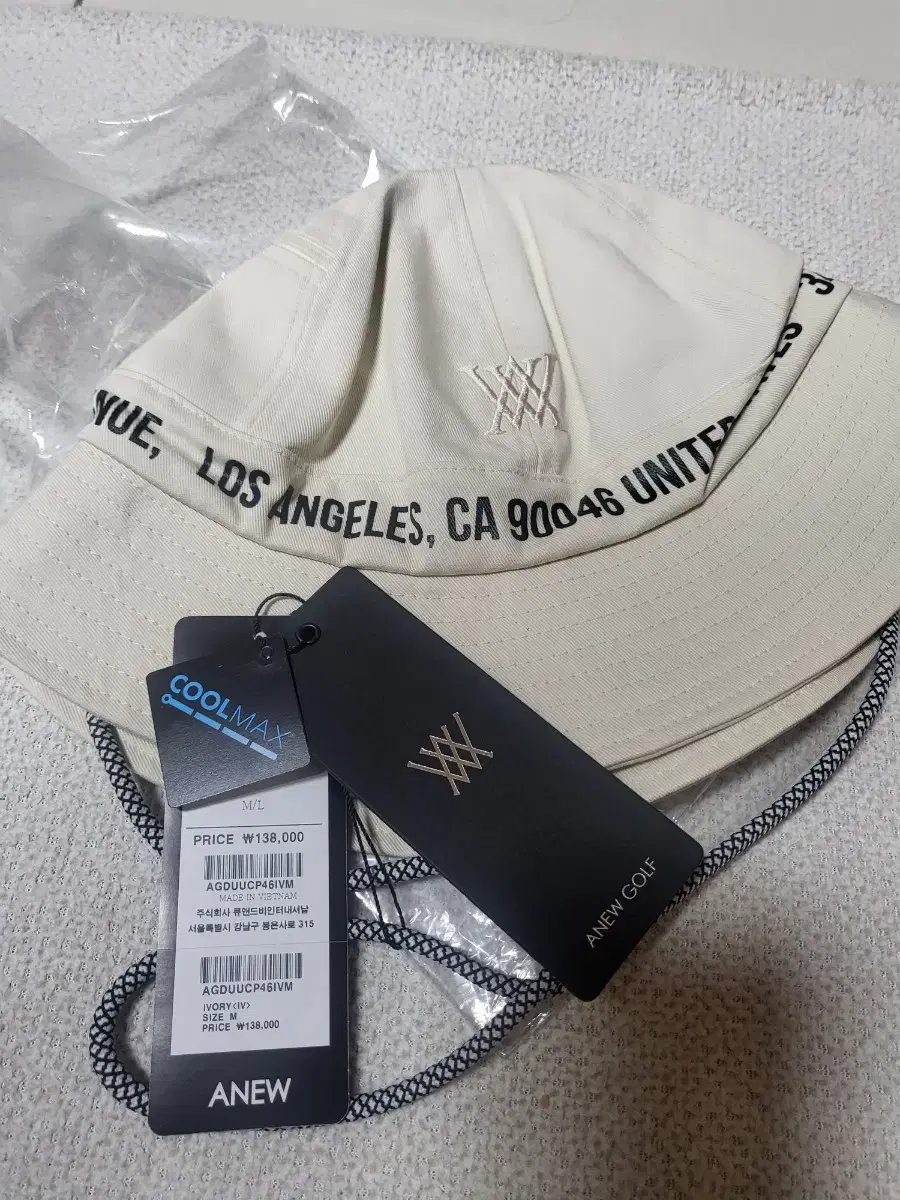 NUE, LOS ANGELES, CA 90046 UNITED
COOLMAX
M/L
PRICE ₩138,000
AGDUUCP46IVM
MADE IN VIETNAM
주식회사 큐앤드비인터내셔날
서울특별시 강남구 봉은사로 315
AGDUUCP46IVM
IVORY<IV>
SIZE M
PRICE ₩138,000
ANEW
ANEW GOLF